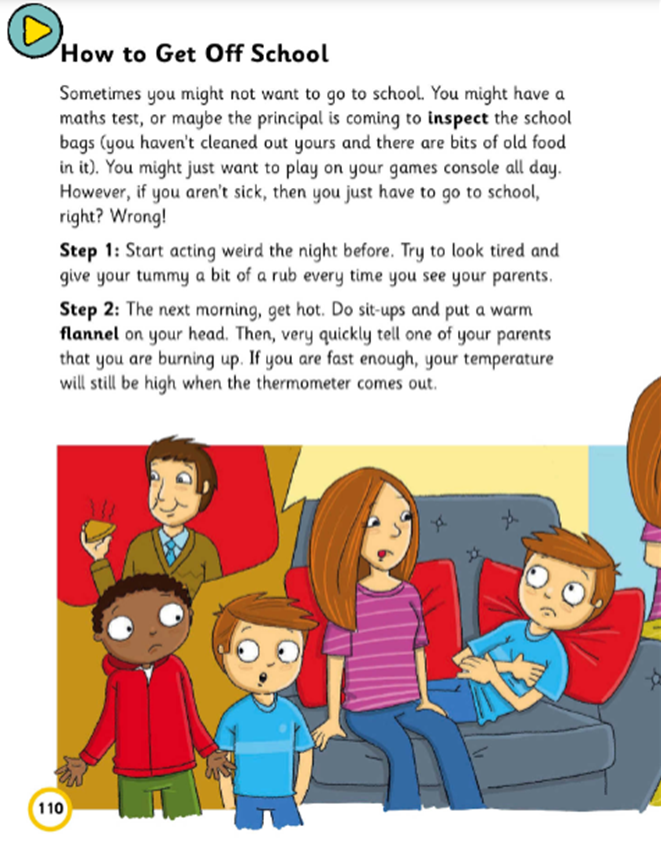 How to Get Off School
Sometimes you might not want to go to school. You might have a
maths test, or maybe the principal is coming to inspect the school
bags (you haven't cleaned out yours and there are bits of old food
in it). You might just want to play on your games console all day.
However, if you aren't sick, then you just have to go to school,
right? Wrong!
Step 1: Start acting weird the night before. Try to look tired and
give your tummy a bit of a rub every time you see your parents.
Step 2: The next morning, get hot. Do sit-ups and put a warm
flannel on your head. Then, very quickly tell one of your parents
that you are burning up. If you are fast enough, your temperature
will still be high when the thermometer comes out.
110